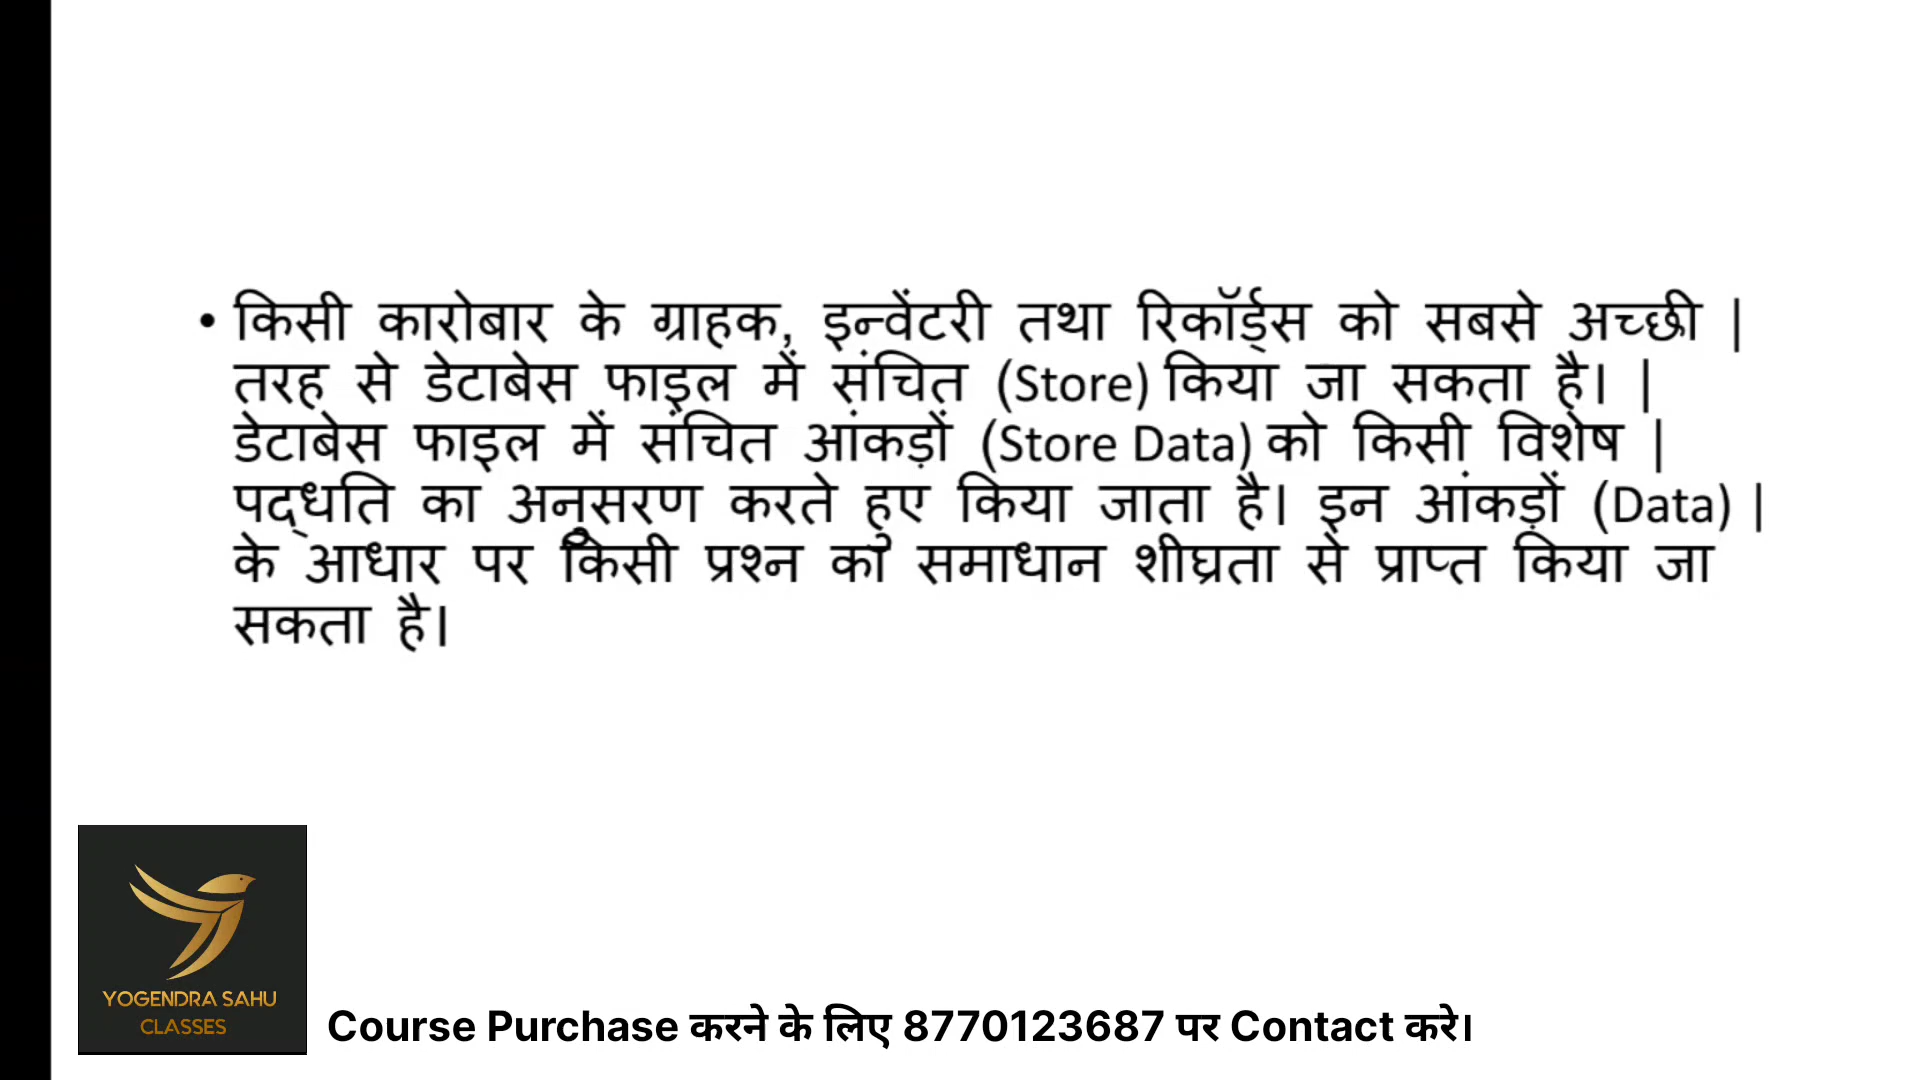 • किसी कारोबार के ग्राहक, इन्वेंटरी तथा रिकॉर्ड्स को सबसे अच्छी |
तरह से डेटाबेस फाइल में संचित (Store) किया जा सकता है। |
डेटाबेस फाइल में संचित आंकड़ों (Store Data) को किसी विशेष |
पद्धति का अनुसरण करते हुए किया जाता है। इन आंकड़ों (Data) |
के आधार पर किसी प्रश्न का समाधान शीघ्रता से प्राप्त किया जा
सकता है।
YOGENDRA SAHU
CLASSES
Course Purchase करने के लिए 8770123687 पर Contact करे।